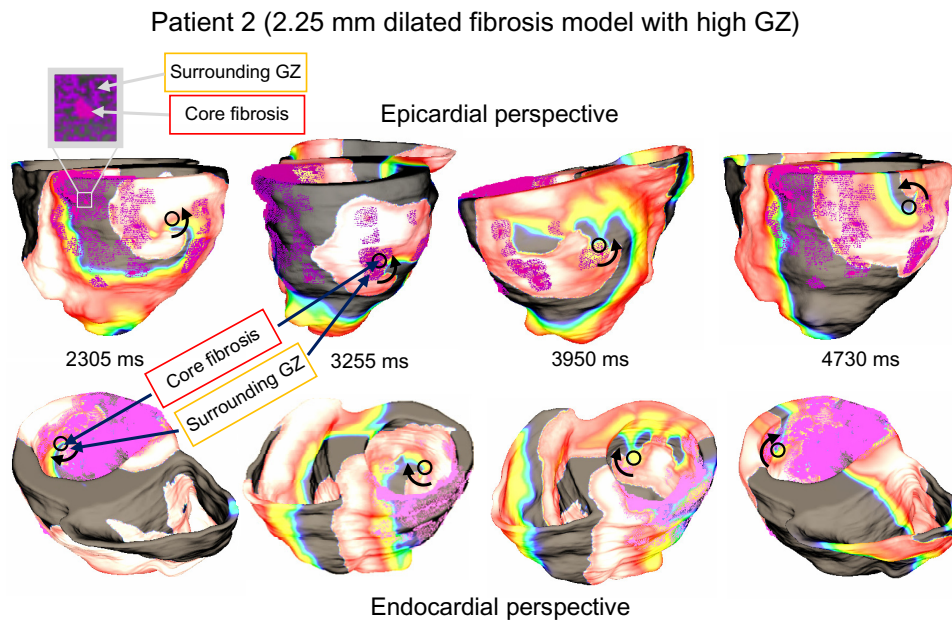 Patient 2 (2.25 mm dilated fibrosis model with high GZ)
Surrounding GZ
Core fibrosis
Epicardial perspective
2305 ms
3255 ms
3950 ms
4730 ms
Core fibrosis
Surrounding GZ
Endocardial perspective